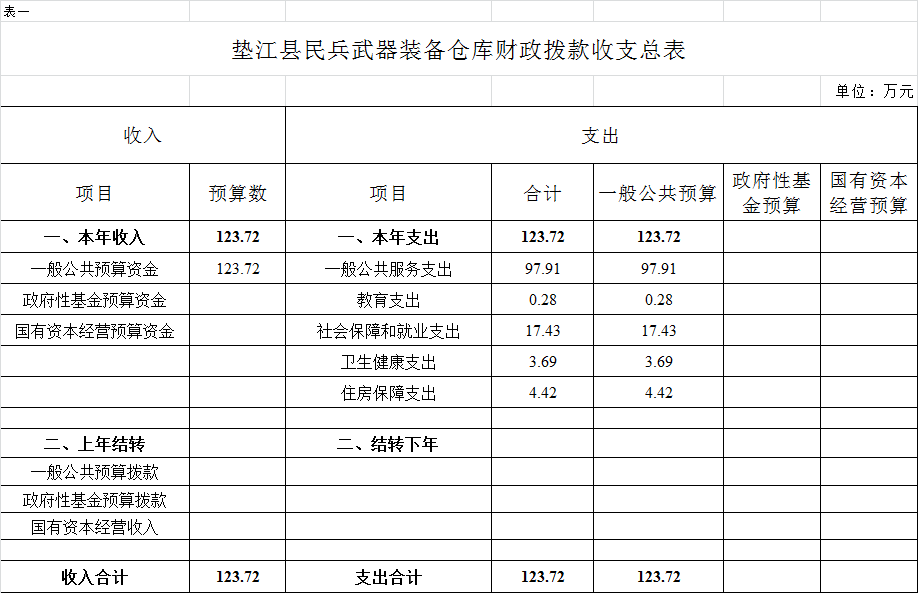 表一
垫江县民兵武器装备仓库财政拨款收支总表
单位：万元
收入 支出
项目 预算数 项目 合计 一般公共预算 政府性基金预算 国有资本经营预算
一、本年收入 123.72 一、本年支出 123.72 123.72
一般公共预算资金 123.72 一般公共服务支出 97.91 97.91
政府性基金预算资金 教育支出 0.28 0.28
国有资本经营预算资金 社会保障和就业支出 17.43 17.43
卫生健康支出 3.69 3.69
住房保障支出 4.42 4.42
二、上年结转 二、结转下年
一般公共预算拨款
政府性基金预算拨款
国有资本经营收入
收入合计 123.72 支出合计 123.72 123.72